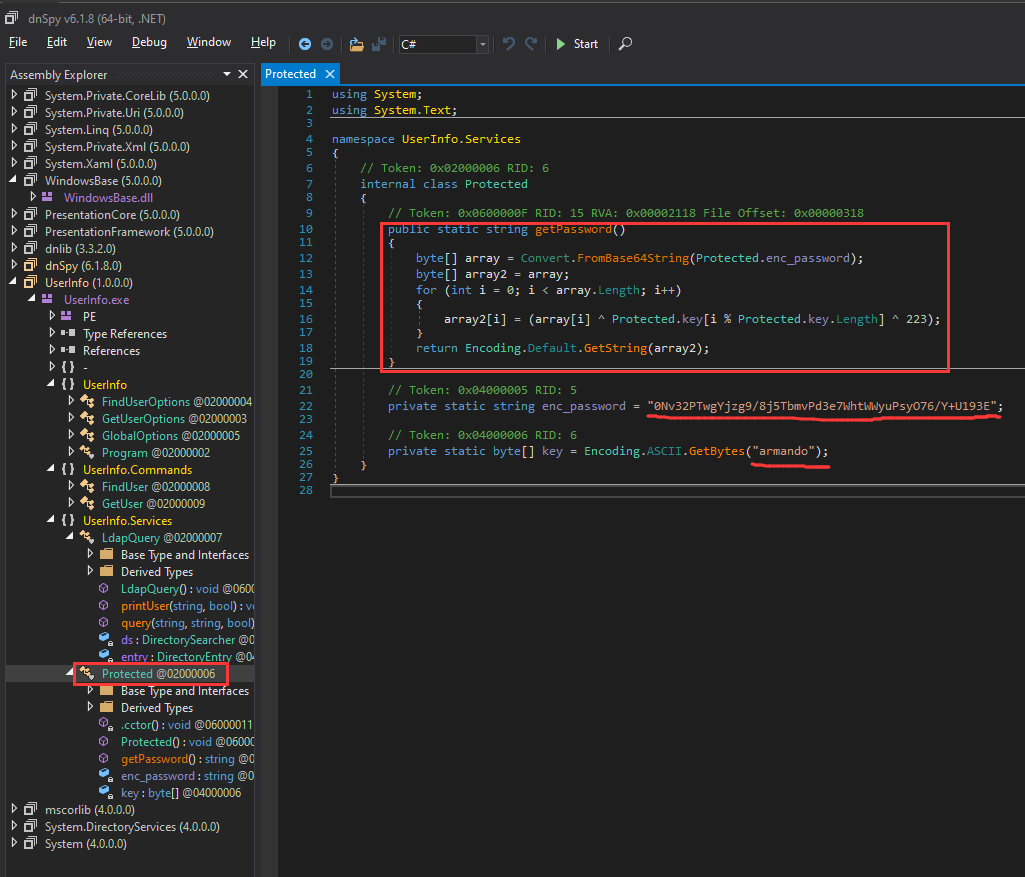 dnSpy v6.1.8 (64-bit, .NET)
File Edit View Debug Window Help C# Start
Assembly Explorer
System.Private.CoreLib (5.0.0.0)
System.Private.Uri (5.0.0.0)
System.Linq (5.0.0.0)
System.Private.Xml (5.0.0.0)
System.Xaml (5.0.0.0)
WindowsBase (5.0.0.0)
WindowsBase.dll
PresentationCore (5.0.0.0)
PresentationFramework (5.0.0.0)
dnlib (3.3.2.0)
dnSpy (6.1.8.0)
UserInfo (1.0.0.0)
UserInfo.exe
PE
Type References
References
{ } -
{ } UserInfo
FindUserOptions @02000004
GetUserOptions @02000003
GlobalOptions @02000005
Program @02000002
{ } UserInfo.Commands
FindUser @02000008
GetUser @02000009
{ } UserInfo.Services
LdapQuery @02000007
Base Type and Interfaces
Derived Types
LdapQuery() : void @0600
printUser(string, bool) : v
query(string, string, bool)
ds : DirectorySearcher @0
entry : DirectoryEntry @04
Protected @02000006
Base Type and Interfaces
Derived Types
.cctor() : void @06000011
Protected() : void @0600
getPassword() : string @0
enc_password : string @0
key : byte[] @04000006
mscorlib (4.0.0.0)
System.DirectoryServices (4.0.0.0)
System (4.0.0.0)
Protected
1 using System;
2 using System.Text;
3
4 namespace UserInfo.Services
5 {
6 // Token: 0x02000006 RID: 6
7 internal class Protected
8 {
9 // Token: 0x0600000F RID: 15 RVA: 0x00002118 File Offset: 0x00000318
10 public static string getPassword()
11 {
12 byte[] array = Convert.FromBase64String(Protected.enc_password);
13 byte[] array2 = array;
14 for (int i = 0; i < array.Length; i++)
15 {
16 array2[i] = (array[i] ^ Protected.key[i % Protected.key.Length] ^ 223);
17 }
18 return Encoding.Default.GetString(array2);
19 }
20
21 // Token: 0x04000005 RID: 5
22 private static string enc_password = "0Nv32PTwgYjzg9/8j5TbmvPd3e7WhtWWyuPsyO76/Y+U193E";
23
24 // Token: 0x04000006 RID: 6
25 private static byte[] key = Encoding.ASCII.GetBytes("armando");
26 }
27 }
28